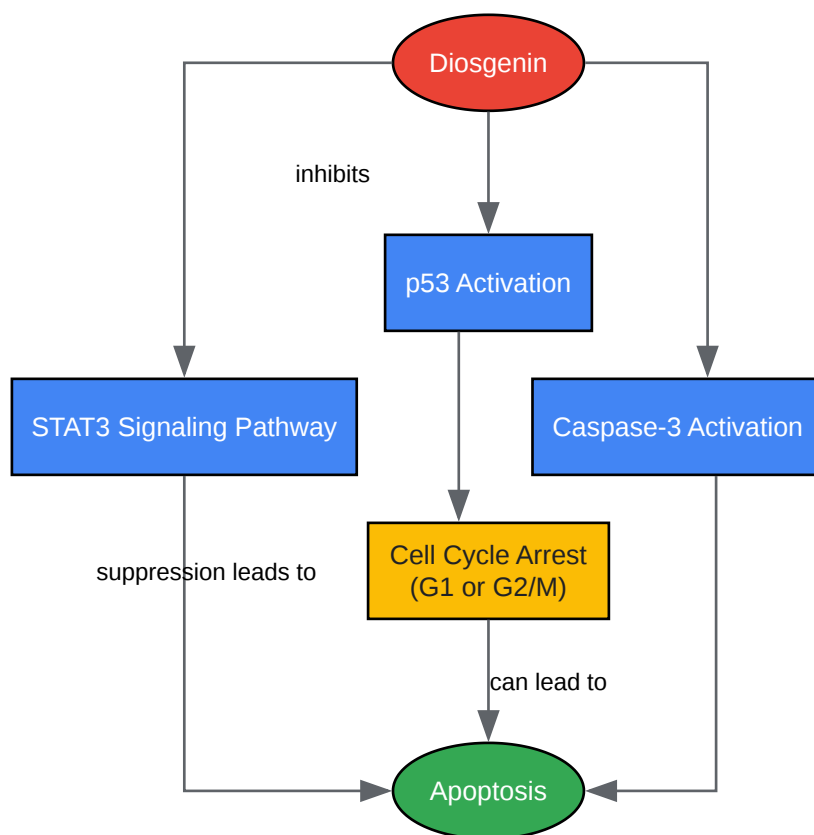 Diosgenin
inhibits
p53 Activation
STAT3 Signaling Pathway
Caspase-3 Activation
Cell Cycle Arrest
(G1 or G2/M)
suppression leads to
can lead to
Apoptosis